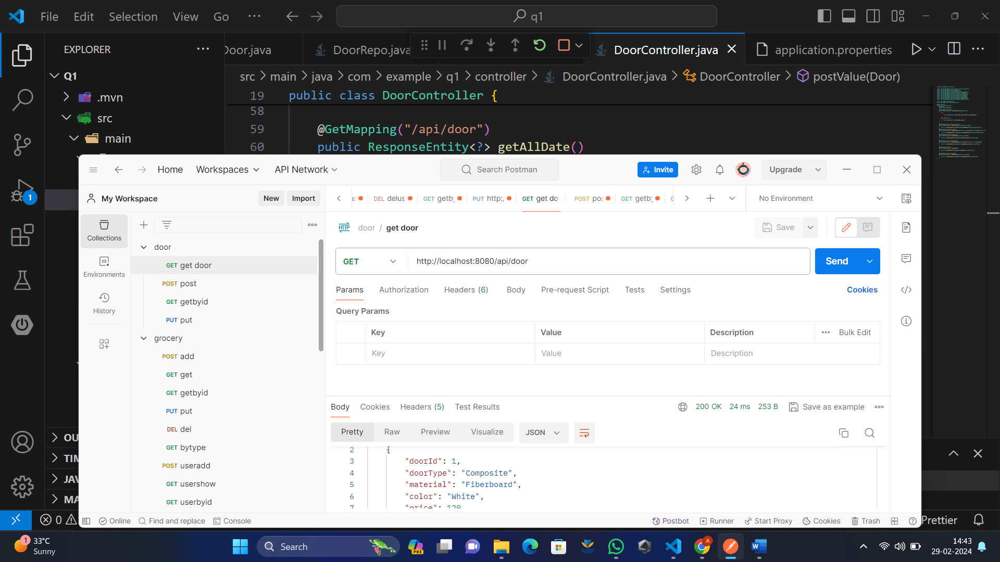 File Edit Selection View Go ··· q1
EXPLORER ···
Door.java DoorRepo.java DoorController.java application.properties ···
src > main > java > com > example > q1 > controller > DoorController.java > DoorController > postValue(Door)
Q1
.mvn
src
main
19 public class DoorController {
58
59 @GetMapping("/api/door")
60 public ResponseEntity<?> getAllDate()
1
Home Workspaces API Network Search Postman Invite Upgrade
My Workspace New Import
DEL delus GET getby PUT http:, GET get do POST pos GET getby No Environment
Collections
Environments
History
door
GET get door
POST post
GET getbyid
PUT put
grocery
POST add
GET get
GET getbyid
PUT put
DEL del
GET bytype
POST useradd
GET usershow
GET userbyid
HTTP door / get door Save
GET http://localhost:8080/api/door Send
Params Authorization Headers (6) Body Pre-request Script Tests Settings Cookies
Query Params
Key Value Description Bulk Edit
Key Value Description
Body Cookies Headers (5) Test Results 200 OK 24 ms 253 B Save as example
Pretty Raw Preview Visualize JSON
2 {
3 "doorId": 1,
4 "doorType": "Composite",
5 "material": "Fiberboard",
6 "color": "White",
7 "price": 120
OU
TIM
JAV
MA
0
Online Find and replace Console Postbot Runner Start Proxy Cookies Trash
Prettier
1 33°C
Sunny
Search
PRE
A
14:43
29-02-2024